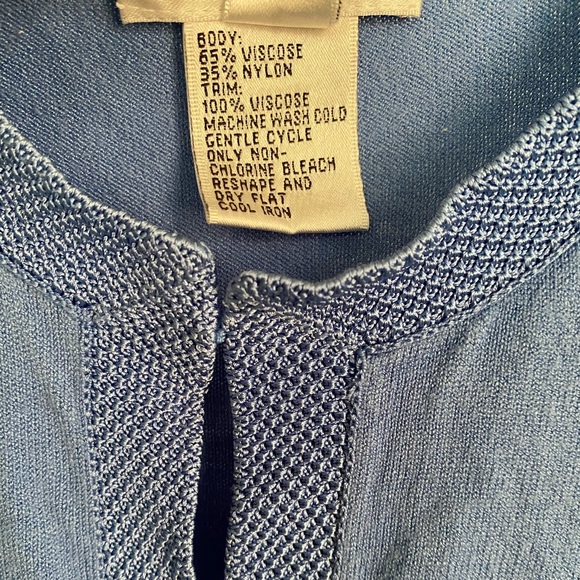 BODY:
65% VISCOSE
35% NYLON
TRIM:
100% VISCOSE
MACHINE WASH COLD
GENTLE CYCLE
ONLY NON-
CHLORINE BLEACH
RESHAPE AND
DRY FLAT
COOL IRON